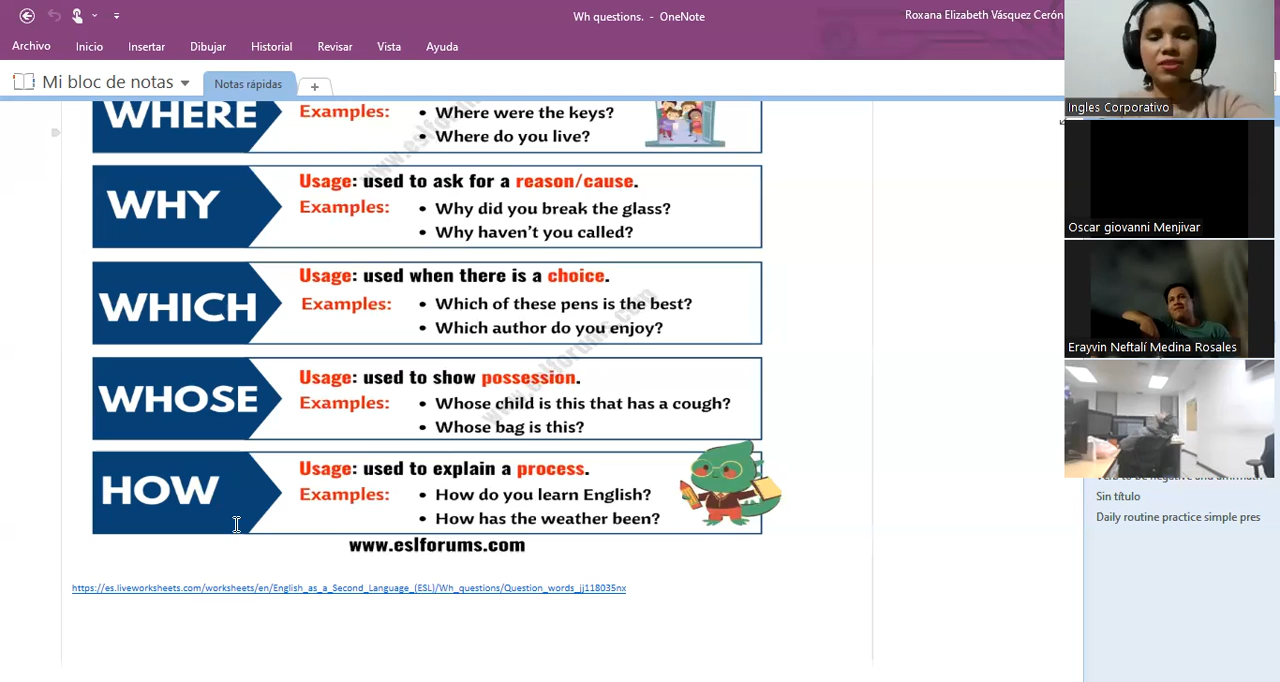 Wh questions. - OneNote
Roxana Elizabeth Vásquez Cerón
Archivo
Inicio
Insertar
Dibujar
Historial
Revisar
Vista
Ayuda
Mi bloc de notas
Notas rápidas
+
WHERE
Examples:
• Where were the keys?
• Where do you live?
WHY
Usage: used to ask for a reason/cause.
Examples:
• Why did you break the glass?
• Why haven't you called?
WHICH
Usage: used when there is a choice.
Examples:
• Which of these pens is the best?
• Which author do you enjoy?
WHOSE
Usage: used to show possession.
Examples:
• Whose child is this that has a cough?
• Whose bag is this?
HOW
Usage: used to explain a process.
Examples:
• How do you learn English?
• How has the weather been?
www.eslforums.com
www.eslforums.com
https://es.liveworksheets.com/worksheets/en/English_as_a_Second_Language_(ESL)/Wh_questions/Question_words_jj118035nx
Ingles Corporativo
Oscar giovanni Menjivar
Erayvin Neftalí Medina Rosales
Sin título
Daily routine practice simple pres